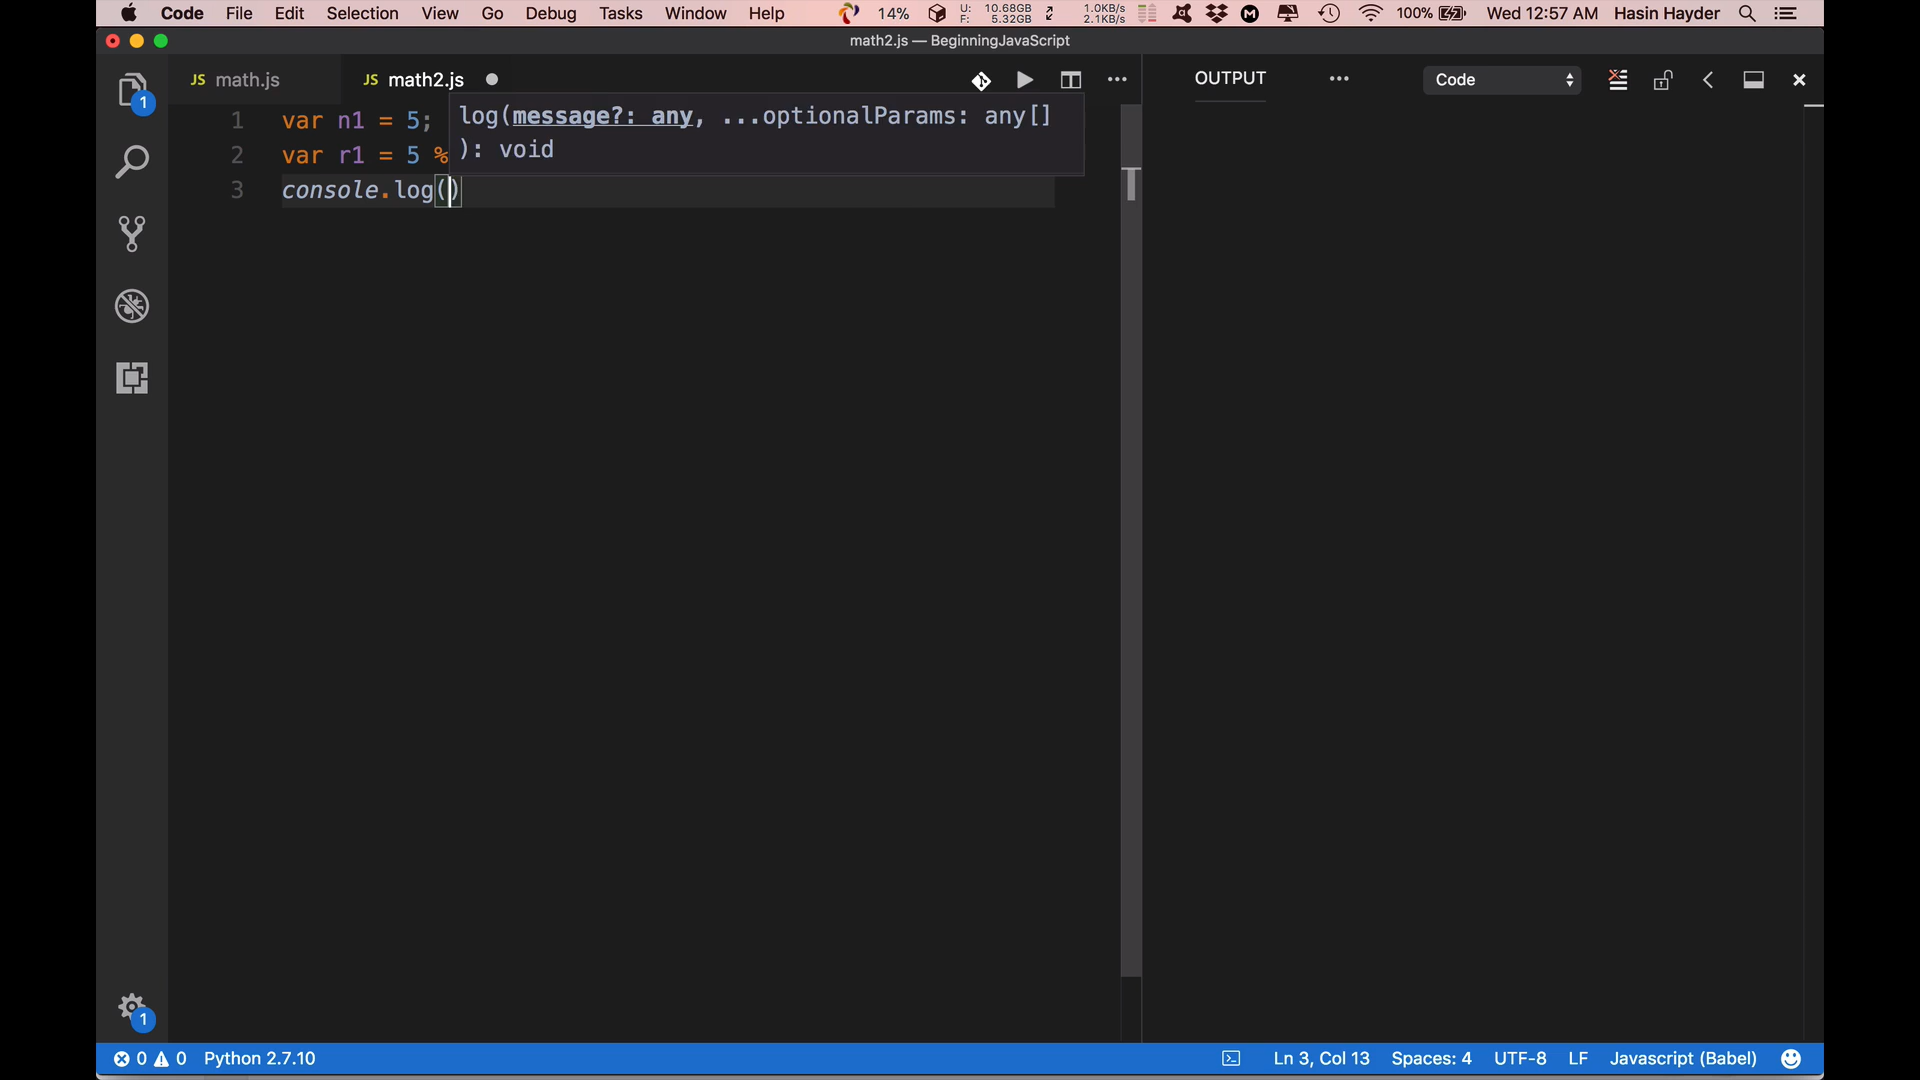 Code File Edit Selection View Go Debug Tasks Window Help 14% U: 10.68GB F: 5.32GB 1.0KB/s 2.1KB/s 100% Wed 12:57 AM Hasin Hayder
math2.js — BeginningJavaScript
JS math.js JS math2.js OUTPUT Code
1 var n1 = 5;
log(message?: any, ...optionalParams: any[]
2 var r1 = 5 %
): void
3 console.log()
1
1
0 0 Python 2.7.10 Ln 3, Col 13 Spaces: 4 UTF-8 LF Javascript (Babel)